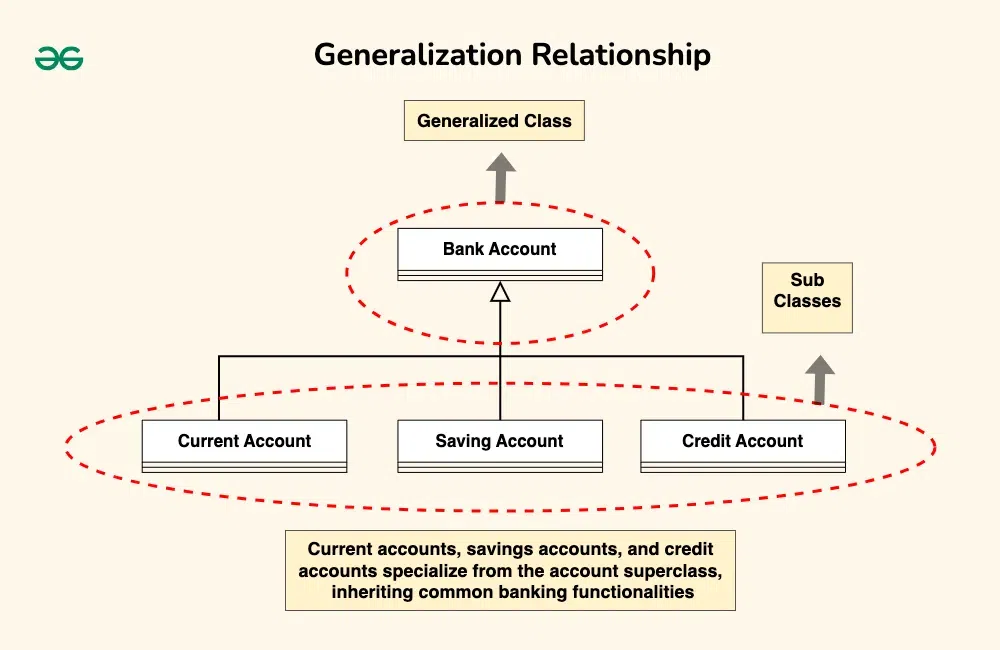 Generalization Relationship
Generalized Class
Bank Account
Sub
Classes
Current Account
Saving Account
Credit Account
Current accounts, savings accounts, and credit
accounts specialize from the account superclass,
inheriting common banking functionalities